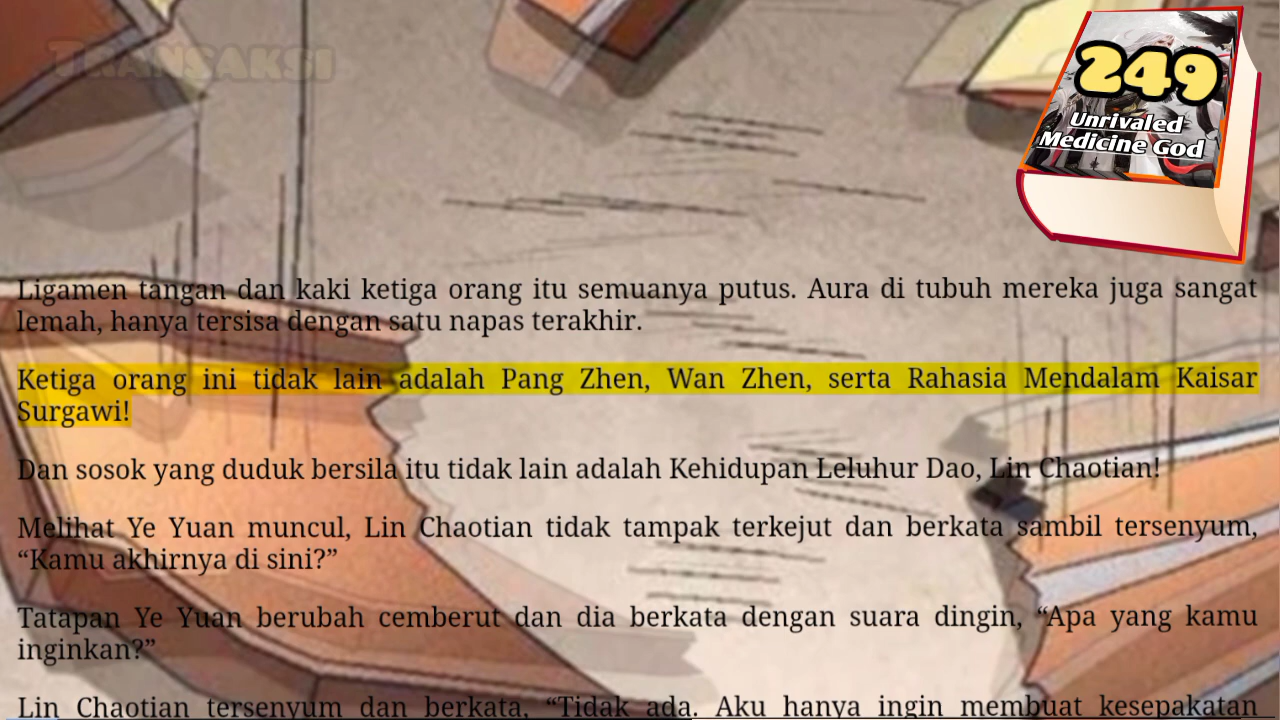 Transaksi
249
Unrivaled
Medicine God
Ligamen tangan dan kaki ketiga orang itu semuanya putus. Aura di tubuh mereka juga sangat
lemah, hanya tersisa dengan satu napas terakhir.
Ketiga orang ini tidak lain adalah Pang Zhen, Wan Zhen, serta Rahasia Mendalam Kaisar
Surgawi!
Dan sosok yang duduk bersila itu tidak lain adalah Kehidupan Leluhur Dao, Lin Chaotian!
Melihat Ye Yuan muncul, Lin Chaotian tidak tampak terkejut dan berkata sambil tersenyum,
“Kamu akhirnya di sini?”
Tatapan Ye Yuan berubah cemberut dan dia berkata dengan suara dingin, “Apa yang kamu
inginkan?”
Lin Chaotian tersenyum dan berkata, “Tidak ada. Aku hanya ingin membuat kesepakatan